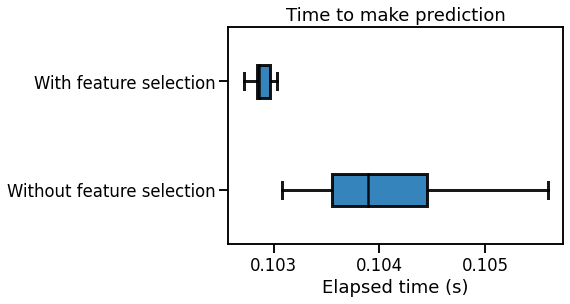 Time to make prediction
With feature selection
Without feature selection
0.103 0.104 0.105
Elapsed time (s)